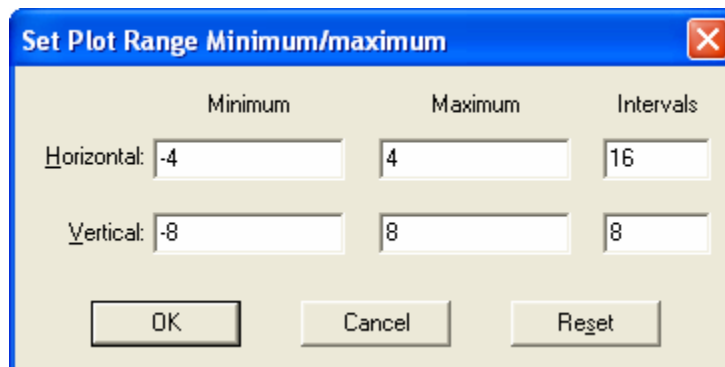 Set Plot Range Minimum/maximum
Minimum Maximum Intervals
Horizontal: -4 4 16
Vertical: -8 8 8
OK Cancel Reset